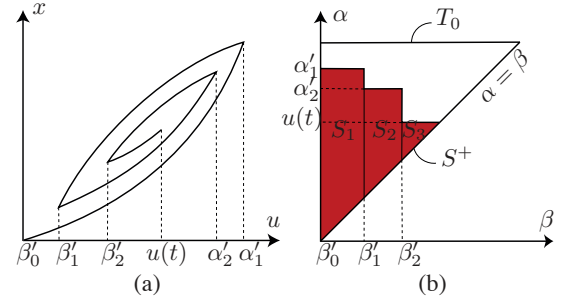 x
u
β′0 β′1 β′2 u(t) α′2 α′1
(a)
α
T0
α′1
α′2
u(t)
S1 S2 S3
α = β
S+
β
β′0 β′1 β′2
(b)